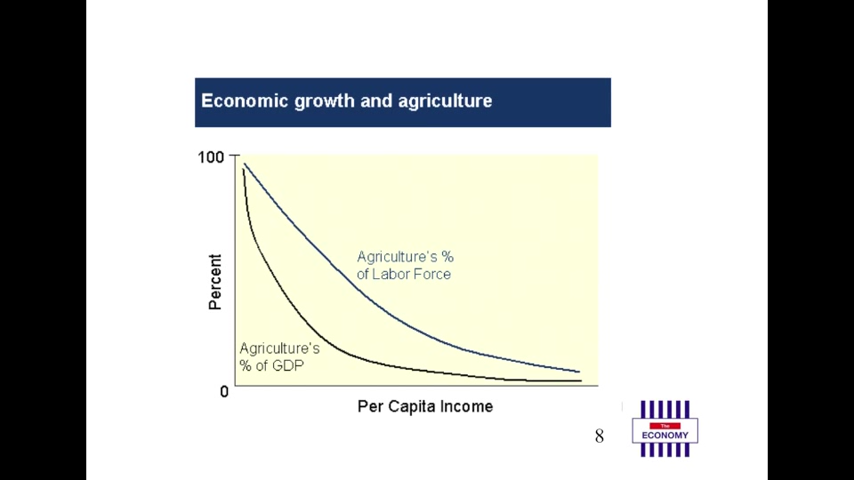 Economic growth and agriculture
100
Agriculture's %
of Labor Force
Percent
Agriculture's
% of GDP
0
Per Capita Income
8
The
ECONOMY